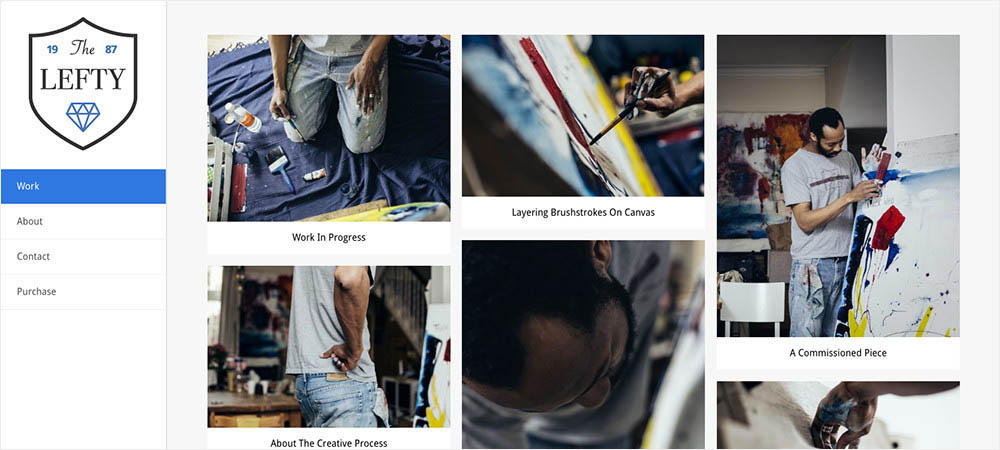 19 The 87
LEFTY
Work
About
Contact
Purchase
Work In Progress
Layering Brushstrokes On Canvas
A Commissioned Piece
About The Creative Process